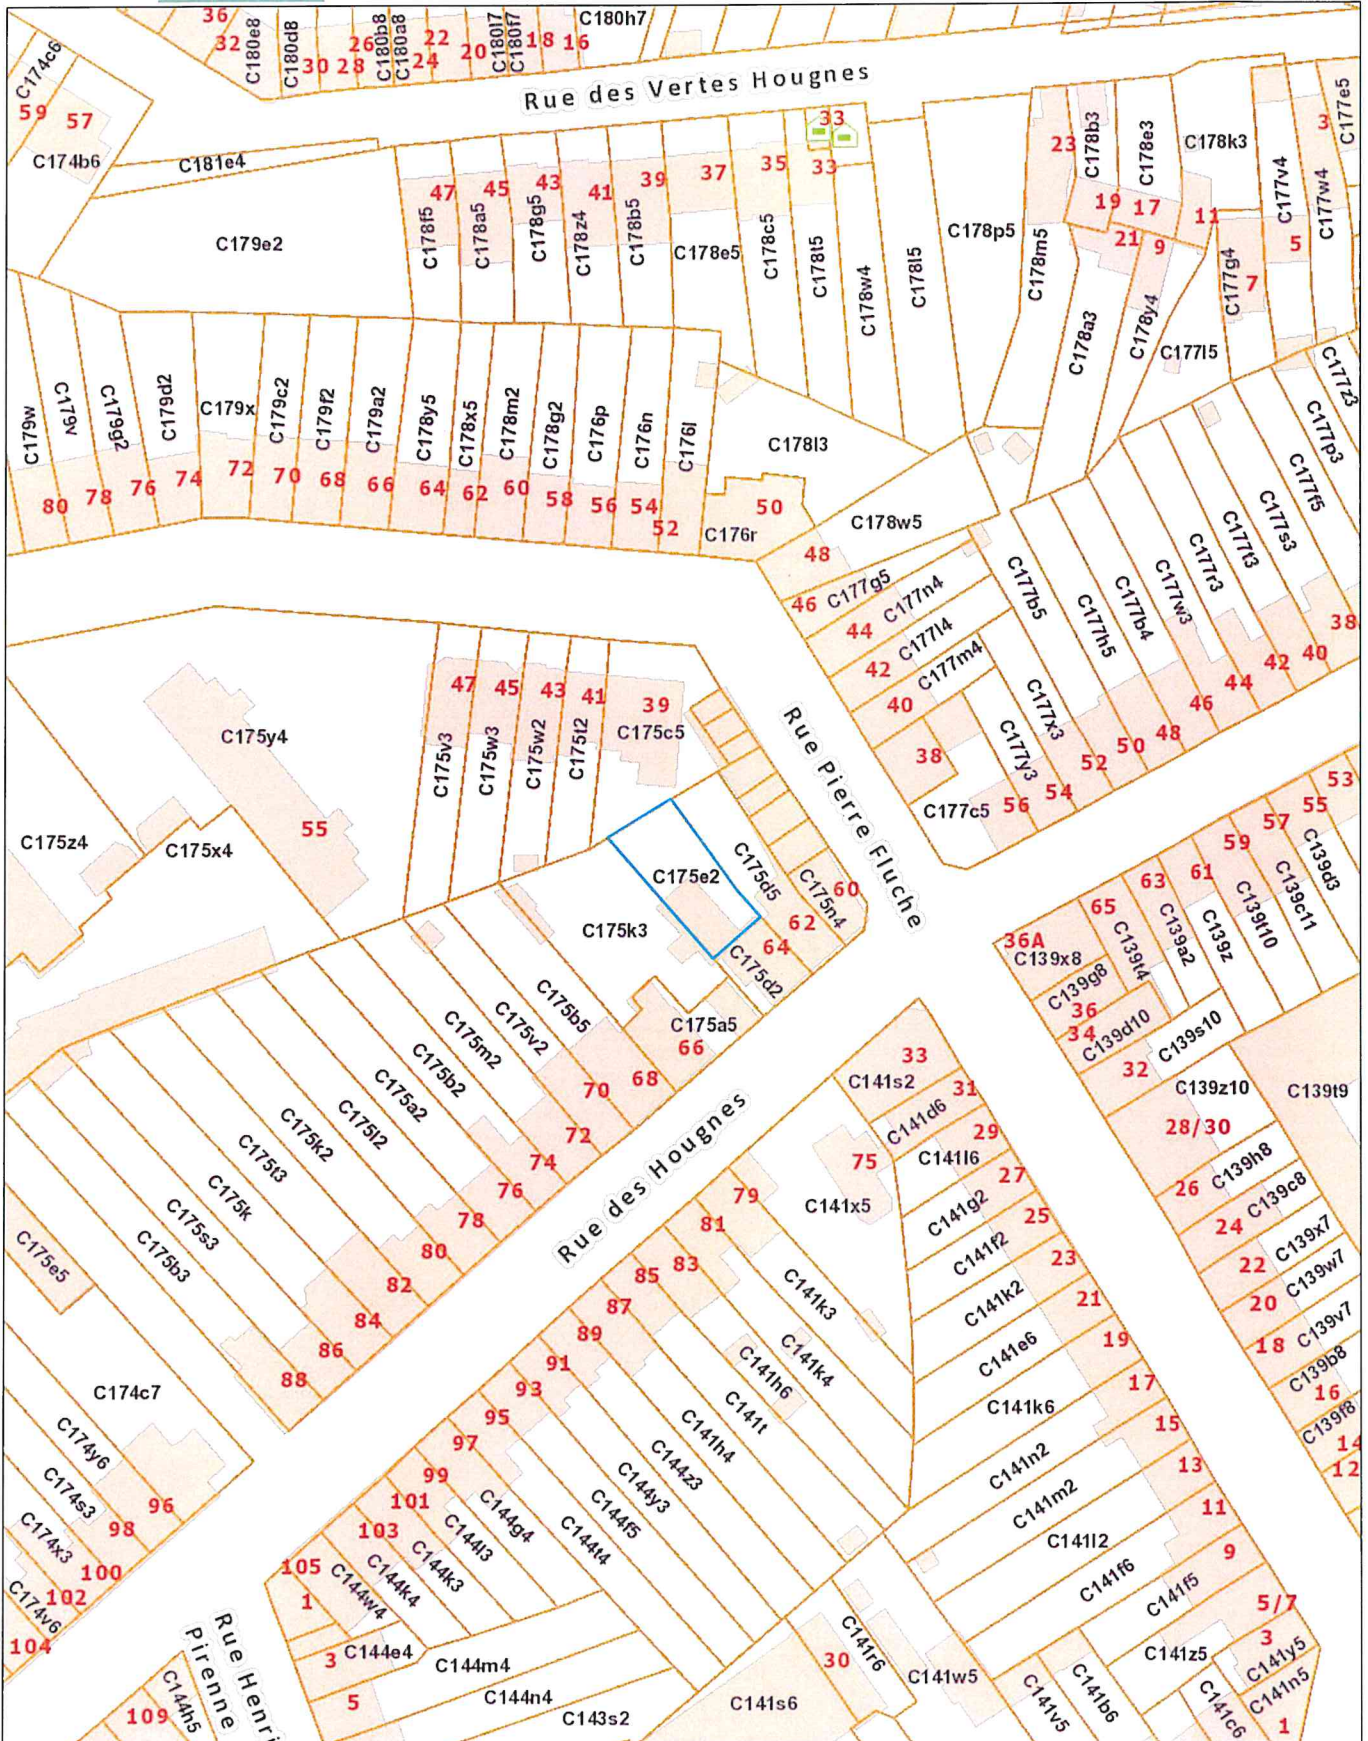 36
32
C180e8
C180d8
30
28
26
C180b8
C180a8
22
24
20
C180l7
C180f7
18
16
C180h7
C174c6
59
57
C174b6
Rue des Vertes Hougnes
C181e4
C179e2
47
C178f5
45
C178a5
43
C178g5
41
C178z4
39
C178b5
37
C178e5
35
C178c5
33
33
C178t5
C178w4
C178l5
C178p5
23
C178m5
C178b3
19
C178e3
17
21
9
C178k3
11
C178a3
C178y4
C177l5
C177g4
7
C177v4
5
3
C177w4
C177e5
C179w
C179v
C179g2
C179d2
C179x
C179c2
C179f2
C179a2
C178y5
C178x5
C178m2
C178g2
C176p
C176n
C176l
80
78
76
74
72
70
68
66
64
62
60
58
56
54
52
C178l3
50
C176r
C178w5
48
46
C177g5
44
C177n4
42
C177l4
40
C177m4
38
C177c5
C177b5
C177h5
C177b4
C177w3
C177r3
C177t3
C177s3
C177f5
C177p3
C177z3
C177x3
C177y3
56
54
52
50
48
46
44
42
40
38
Rue Pierre Fluche
C175y4
55
C175z4
C175x4
47
45
43
41
39
C175v3
C175w3
C175w2
C175t2
C175c5
C175e2
C175d5
C175n4
60
62
64
C175d2
C175k3
C175a5
66
C175b5
C175v2
C175m2
C175b2
C175a2
C175l2
C175k2
C175t3
C175k
C175s3
C175b3
C175e5
68
70
72
74
76
78
80
82
84
86
88
53
55
57
59
61
63
65
C139d3
C139c11
C139t10
C139z
C139a2
C139t4
36A
C139x8
C139g8
36
34
C139d10
32
C139s10
C139z10
C139t9
28/30
26
C139h8
24
C139c8
22
C139x7
20
C139w7
18
C139v7
C139b8
16
C139f8
14
12
Rue des Hougnes
33
C141s2
31
C141d6
29
C141l6
75
C141x5
27
C141g2
25
C141f2
23
C141k2
21
C141e6
19
C141k6
17
15
C141n2
13
C141m2
11
C141l2
9
C141f6
C141f5
5/7
3
C141z5
C141y5
C141n5
C141c6
1
C141b6
C141v5
C141w5
C141r6
30
C141s6
79
81
83
85
87
89
91
93
95
97
99
101
103
105
C141k3
C141k4
C141h6
C141t
C141h4
C144z3
C144y3
C144f5
C144t4
C144g4
C144l3
C144k3
C144k4
C144w4
1
3
C144e4
C144m4
5
C144n4
C143s2
C174c7
C174y6
96
C174s3
98
C174x3
100
C174v6
102
104
Rue Henri
Pirenne
C144h5
109